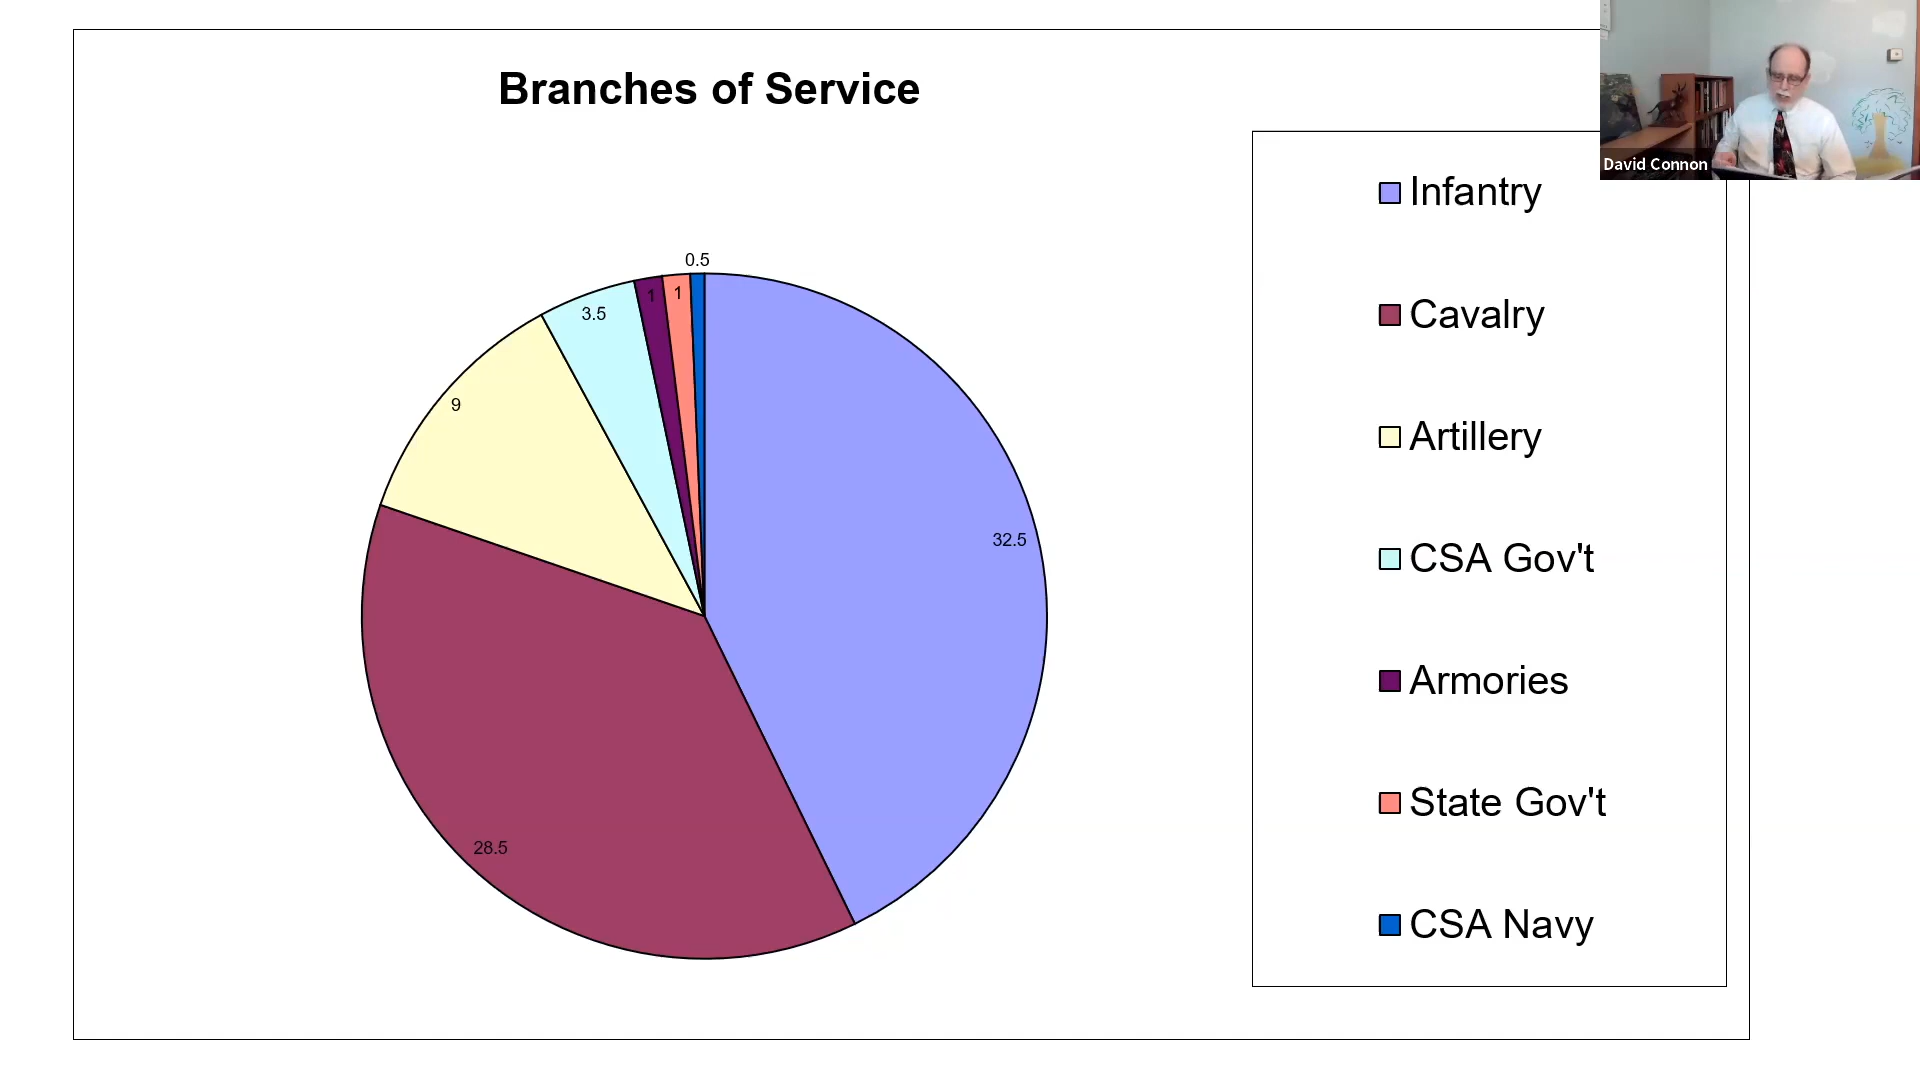 Branches of Service
David Connon
Infantry
Cavalry
Artillery
CSA Gov't
Armories
State Gov't
CSA Navy
0.5
1
1
3.5
9
32.5
28.5